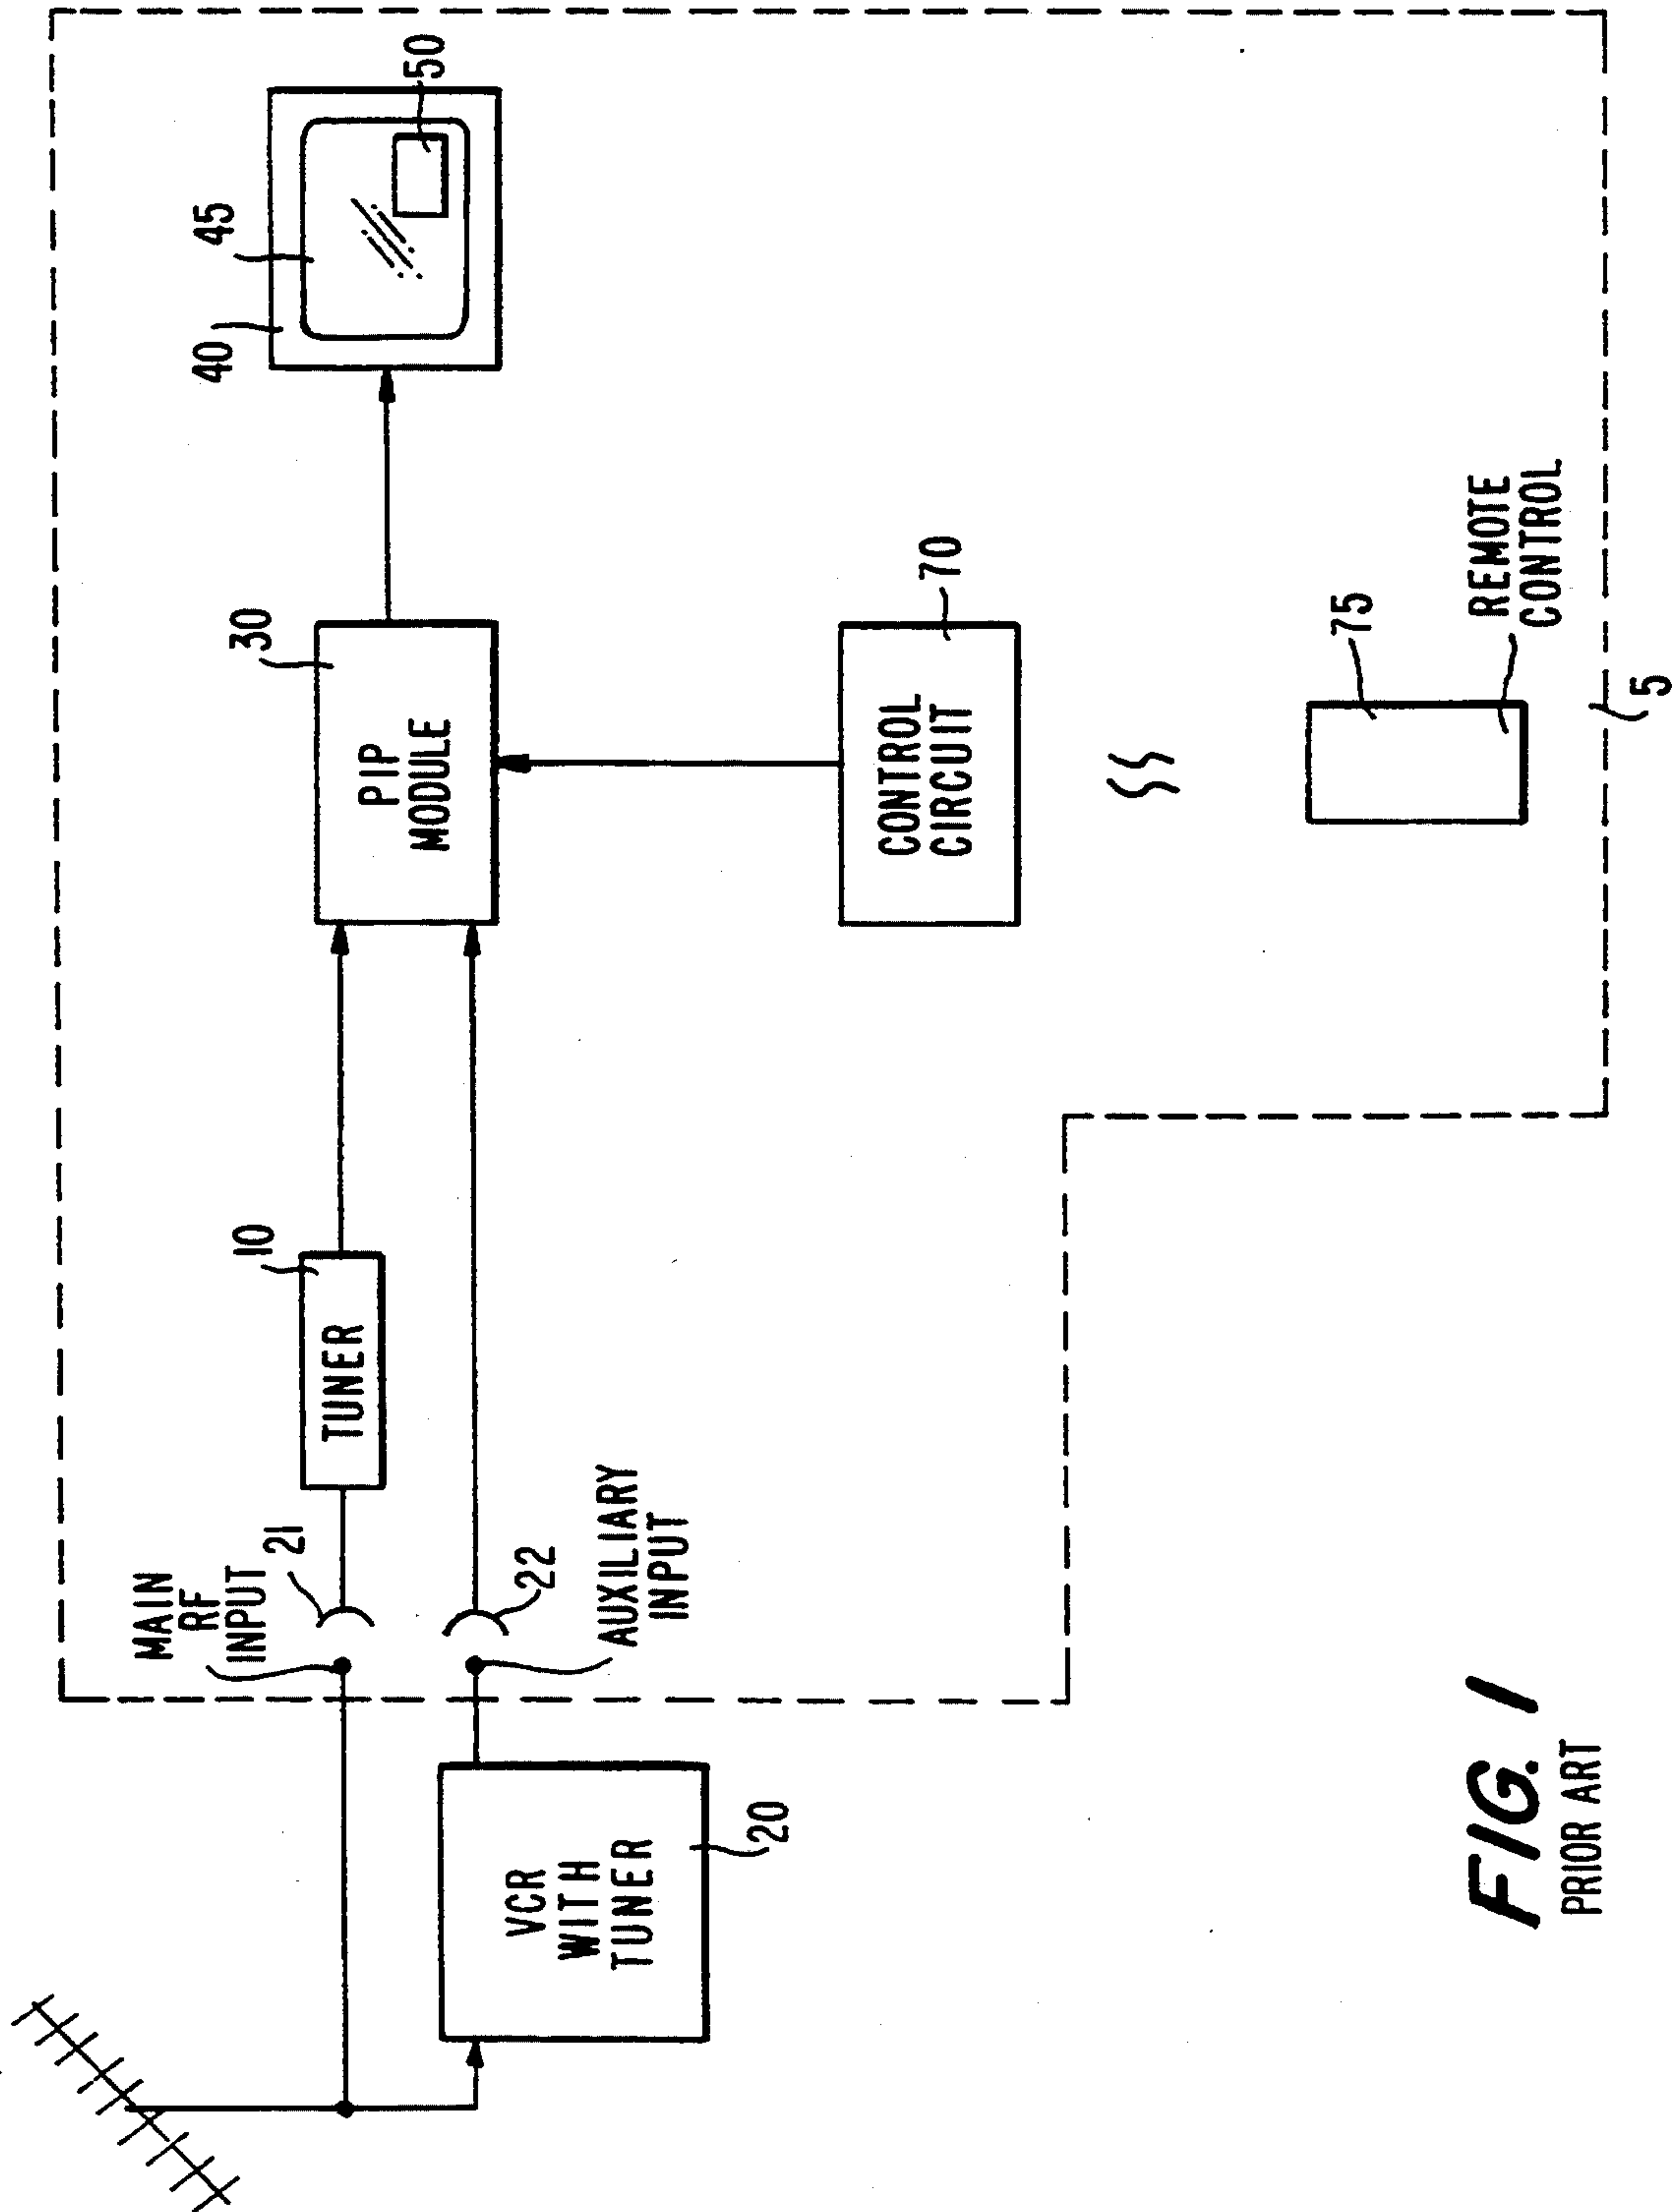 MAIN
RF
INPUT
21
TUNER
10
22
AUXILIARY
INPUT
VCR
WITH
TUNER
20
PIP
MODULE
30
40
45
50
CONTROL
CIRCUIT
70
75
REMOTE
CONTROL
5
FIG. 1
PRIOR ART